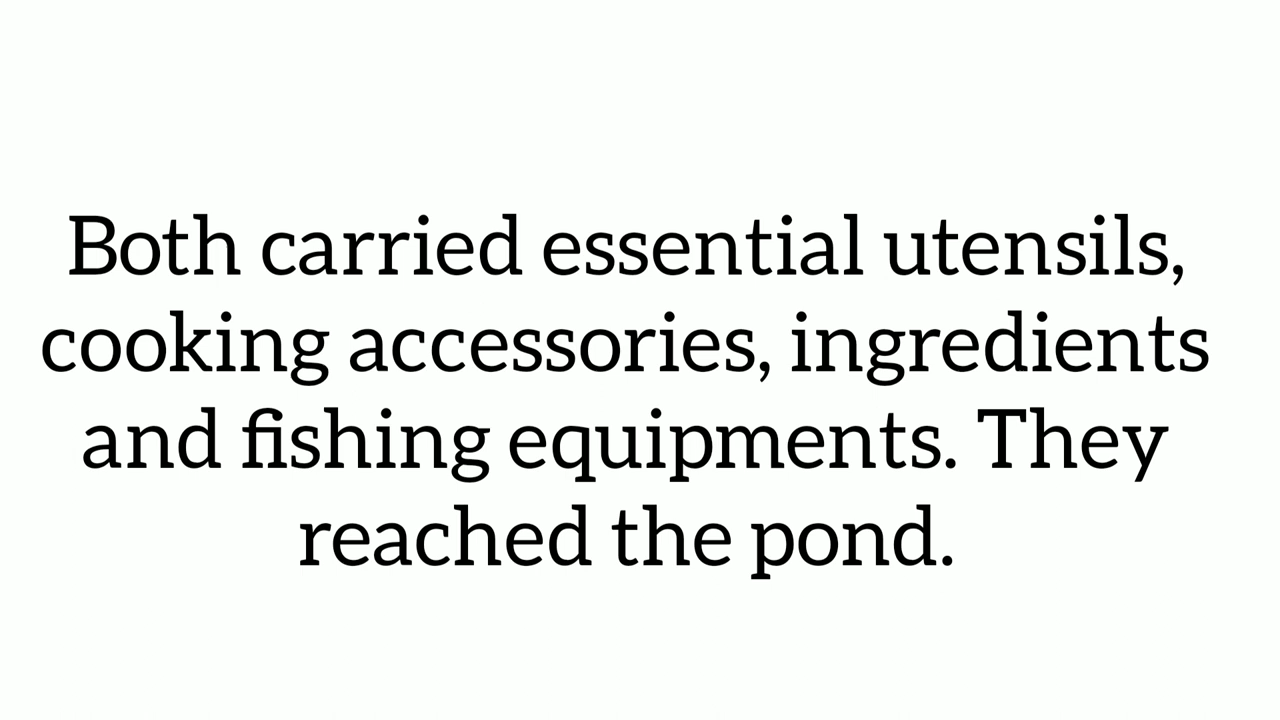 Both carried essential utensils,
cooking accessories, ingredients
and fishing equipments. They
reached the pond.